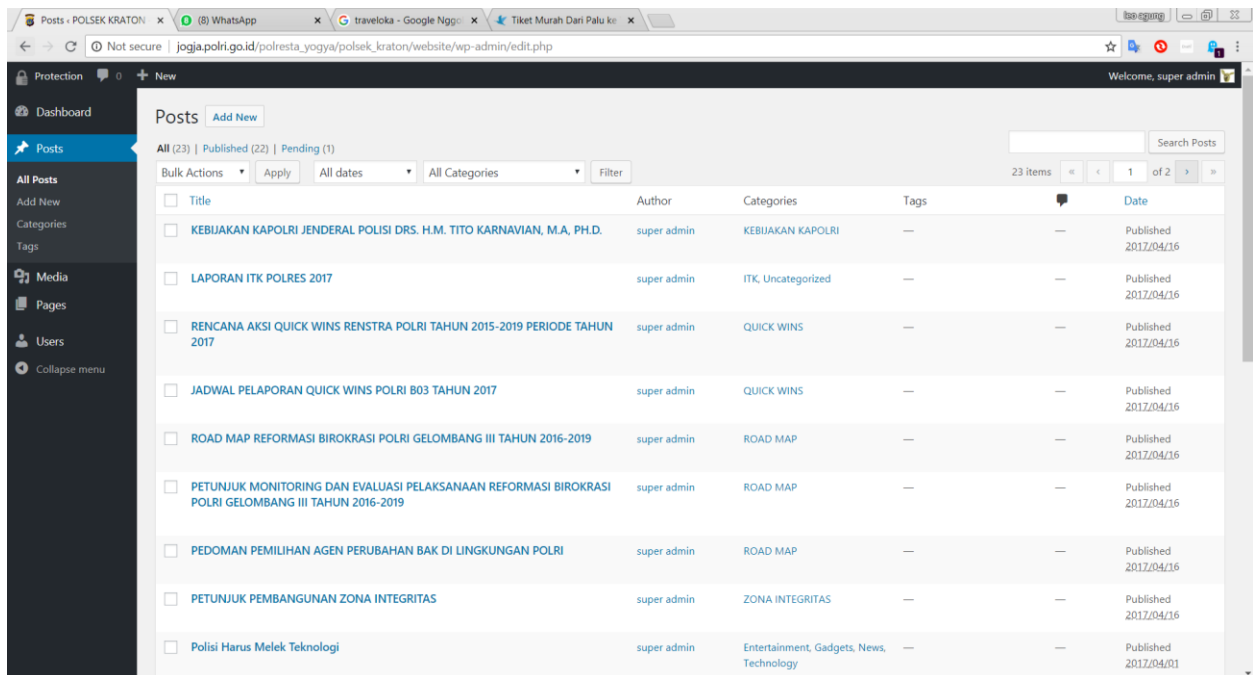 Posts ‹ POLSEK KRATON
(8) WhatsApp
traveloka - Google Nggol
Tiket Murah Dari Palu ke
Not secure | jogja.polri.go.id/polresta_yogya/polsek_kraton/website/wp-admin/edit.php
Protection 0 + New
Welcome, super admin
Dashboard
Posts
All Posts
Add New
Categories
Tags
Media
Pages
Users
Collapse menu
Posts Add New
All (23) | Published (22) | Pending (1)
Search Posts
Bulk Actions Apply All dates All Categories Filter
23 items « ‹ 1 of 2 › »
Title Author Categories Tags Date
KEBIJAKAN KAPOLRI JENDERAL POLISI DRS. H.M. TITO KARNAVIAN, M.A, PH.D. super admin KEBIJAKAN KAPOLRI — — Published
2017/04/16
LAPORAN ITK POLRES 2017 super admin ITK, Uncategorized — — Published
2017/04/16
RENCANA AKSI QUICK WINS RENSTRA POLRI TAHUN 2015-2019 PERIODE TAHUN super admin QUICK WINS — — Published
2017 2017/04/16
JADWAL PELAPORAN QUICK WINS POLRI B03 TAHUN 2017 super admin QUICK WINS — — Published
2017/04/16
ROAD MAP REFORMASI BIROKRASI POLRI GELOMBANG III TAHUN 2016-2019 super admin ROAD MAP — — Published
2017/04/16
PETUNJUK MONITORING DAN EVALUASI PELAKSANAAN REFORMASI BIROKRASI super admin ROAD MAP — — Published
POLRI GELOMBANG III TAHUN 2016-2019 2017/04/16
PEDOMAN PEMILIHAN AGEN PERUBAHAN BAK DI LINGKUNGAN POLRI super admin ROAD MAP — — Published
2017/04/16
PETUNJUK PEMBANGUNAN ZONA INTEGRITAS super admin ZONA INTEGRITAS — — Published
2017/04/16
Polisi Harus Melek Teknologi super admin Entertainment, Gadgets, News, — — Published
Technology 2017/04/01